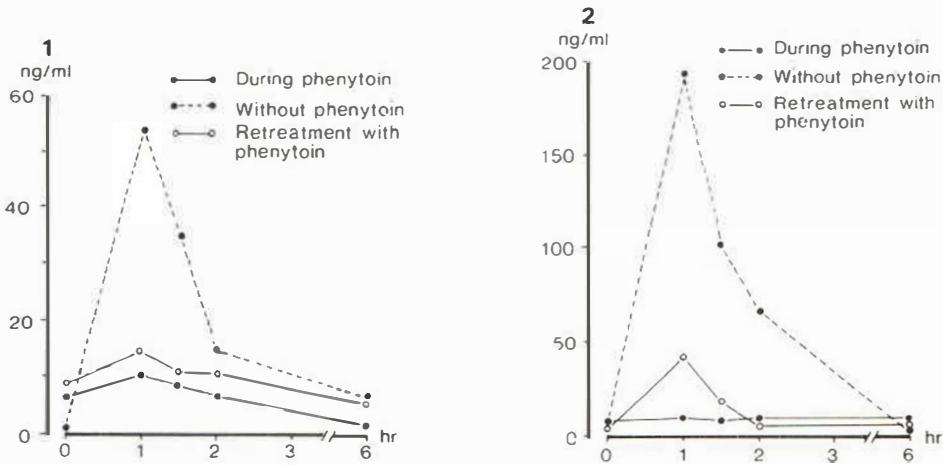 1
ng/ml
During phenytoin
Without phenytoin
Retreatment with
phenytoin
60
40
20
0
0 1 2 3 6 hr
2
ng/ml
During phenytoin
Without phenytoin
Retreatment with
phenytoin
200
150
100
50
0
0 1 2 3 6 hr